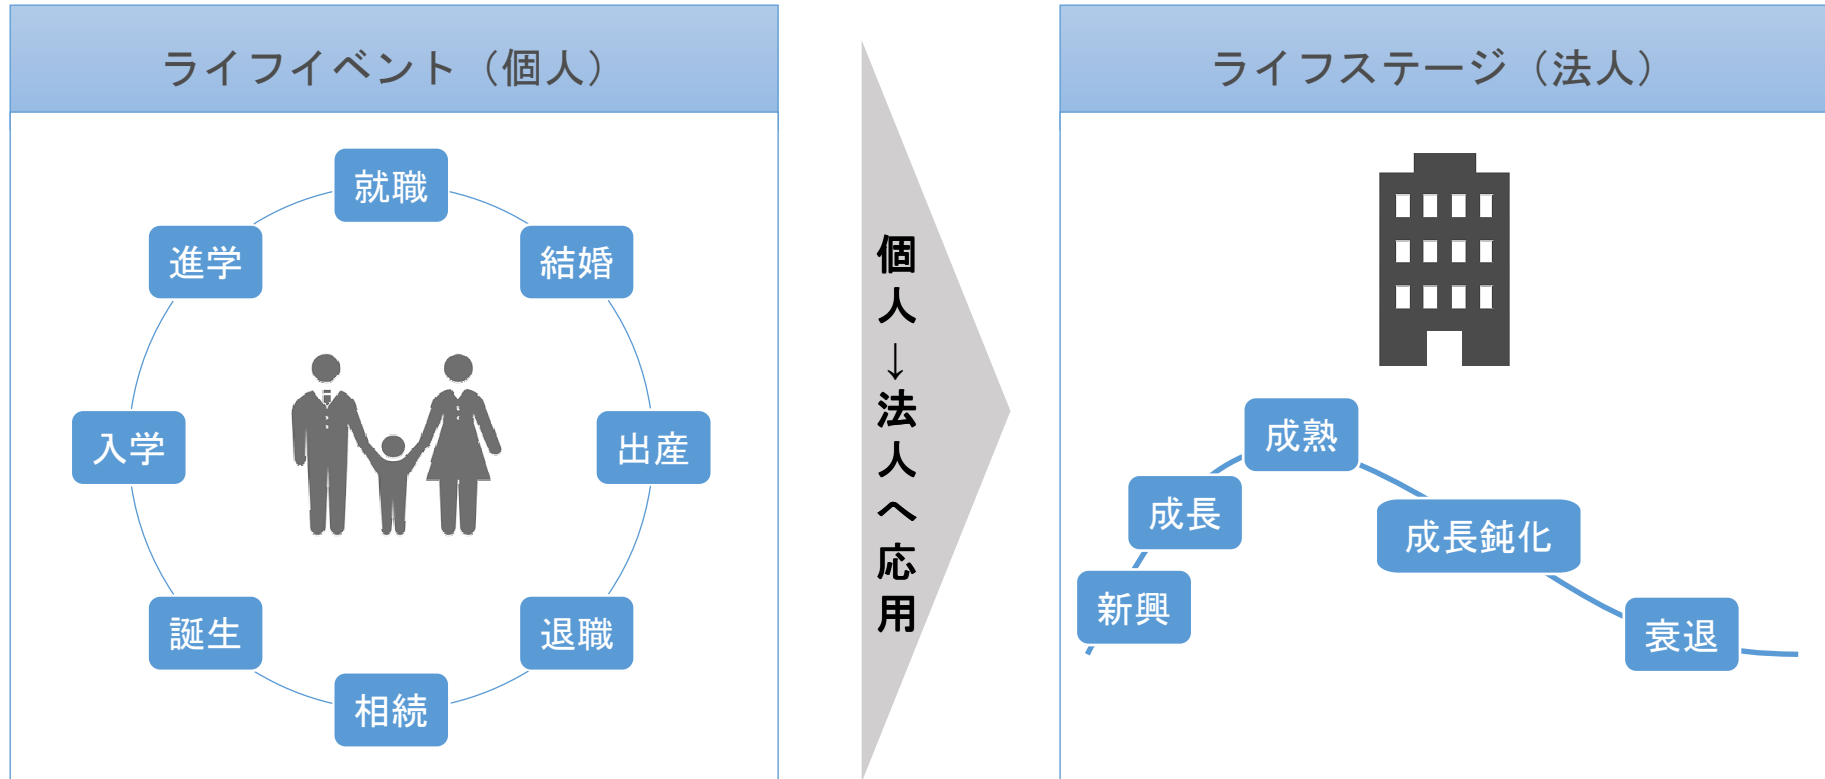 ライフイベント（個人）
就職
進学
結婚
入学
出産
誕生
退職
相続
個人→法人へ応用
ライフステージ（法人）
成熟
成長
成長鈍化
新興
衰退